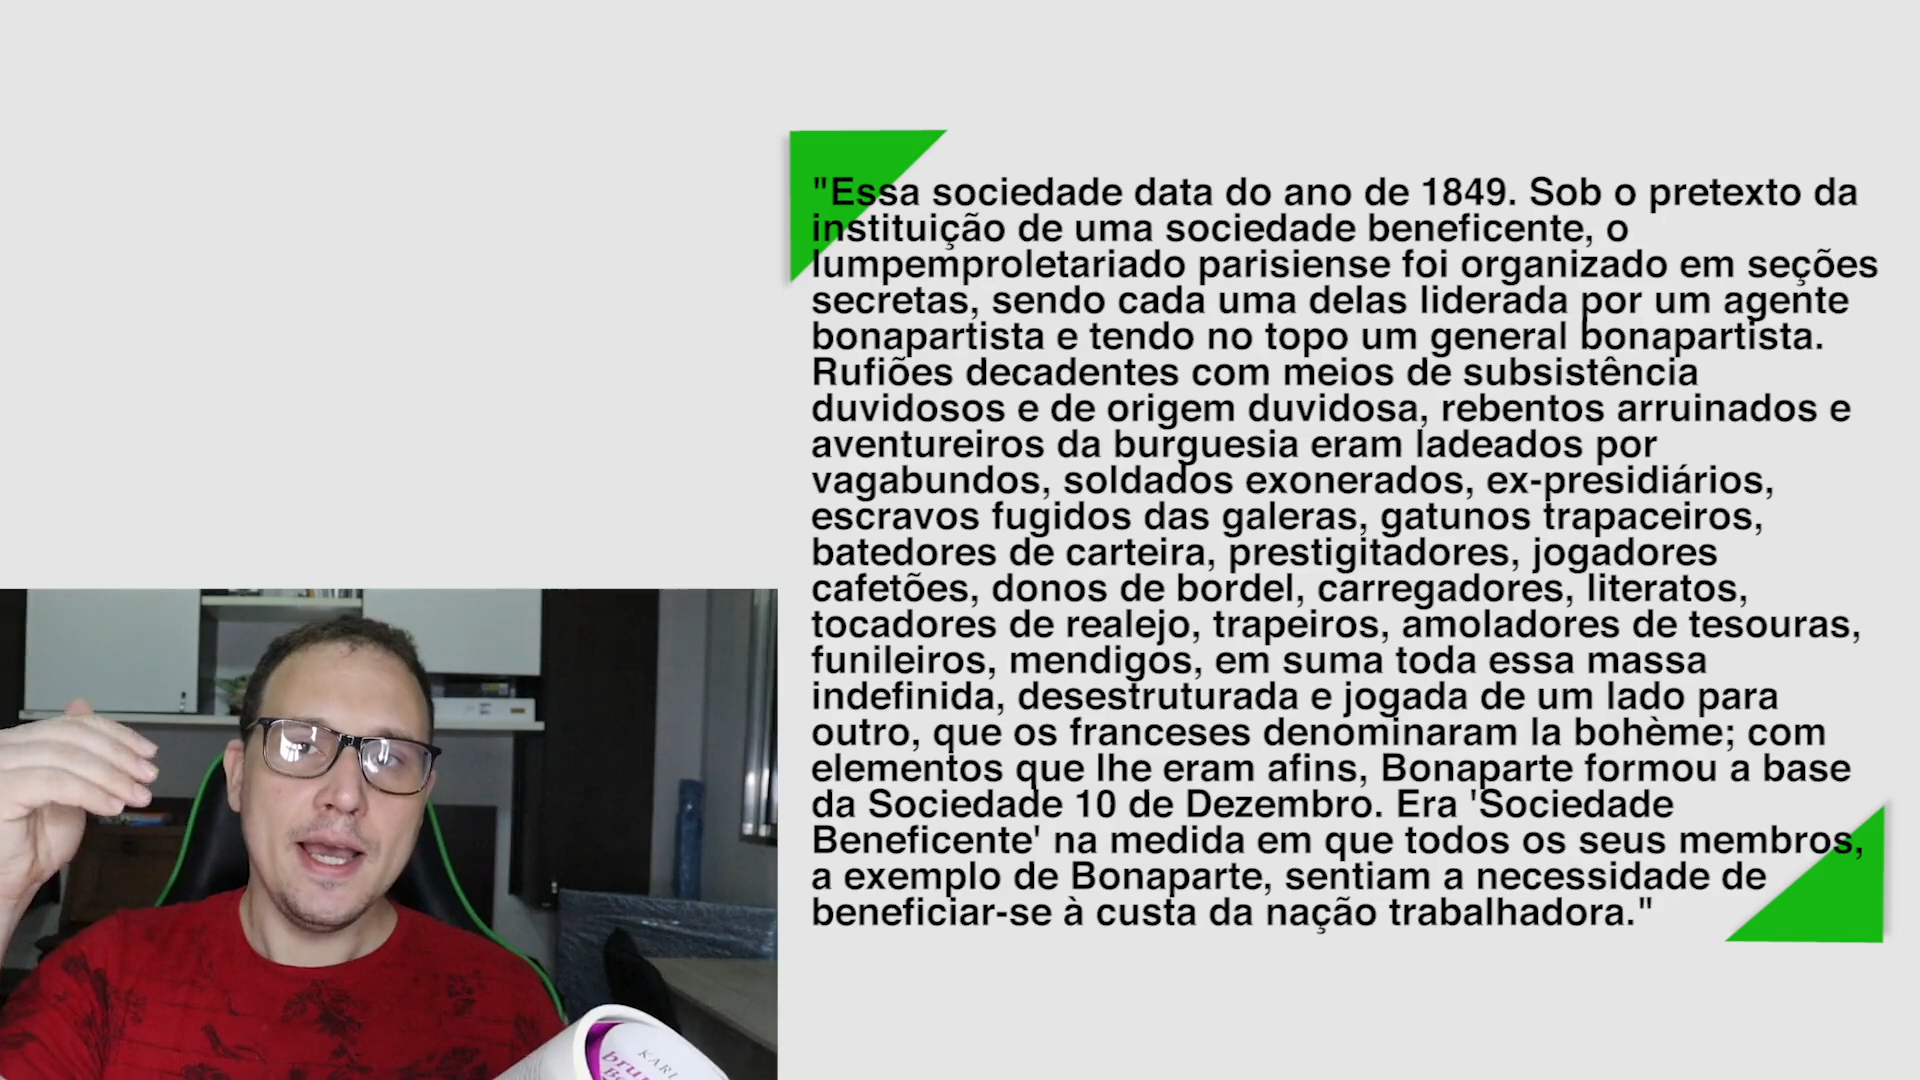 "Essa sociedade data do ano de 1849. Sob o pretexto da
instituição de uma sociedade beneficente, o
lumpemproletariado parisiense foi organizado em seções
secretas, sendo cada uma delas liderada por um agente
bonapartista e tendo no topo um general bonapartista.
Rufiões decadentes com meios de subsistência
duvidosos e de origem duvidosa, rebentos arruinados e
aventureiros da burguesia eram ladeados por
vagabundos, soldados exonerados, ex-presidiários,
escravos fugidos das galeras, gatunos trapaceiros,
batedores de carteira, prestigitadores, jogadores
cafetões, donos de bordel, carregadores, literatos,
tocadores de realejo, trapeiros, amoladores de tesouras,
funileiros, mendigos, em suma toda essa massa
indefinida, desestruturada e jogada de um lado para
outro, que os franceses denominaram la bohème; com
elementos que lhe eram afins, Bonaparte formou a base
da Sociedade 10 de Dezembro. Era 'Sociedade
Beneficente' na medida em que todos os seus membros,
a exemplo de Bonaparte, sentiam a necessidade de
beneficiar-se à custa da nação trabalhadora."
KARL